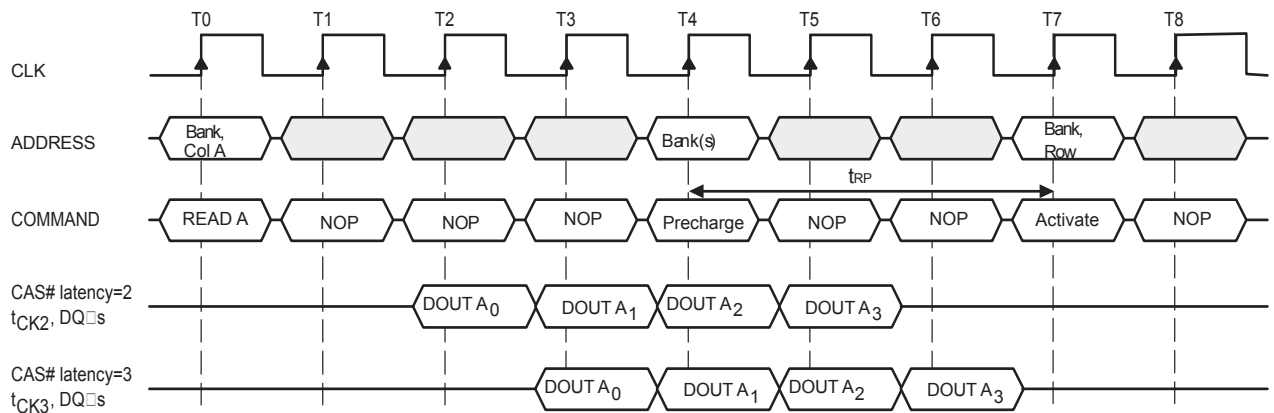 T0 T1 T2 T3 T4 T5 T6 T7 T8
CLK
ADDRESS
Bank,
Col A
Bank(s)
Bank,
Row
tRP
COMMAND
READ A NOP NOP NOP Precharge NOP NOP Activate NOP
CAS# latency=2
tCK2, DQ□s
DOUT A0 DOUT A1 DOUT A2 DOUT A3
CAS# latency=3
tCK3, DQ□s
DOUT A0 DOUT A1 DOUT A2 DOUT A3